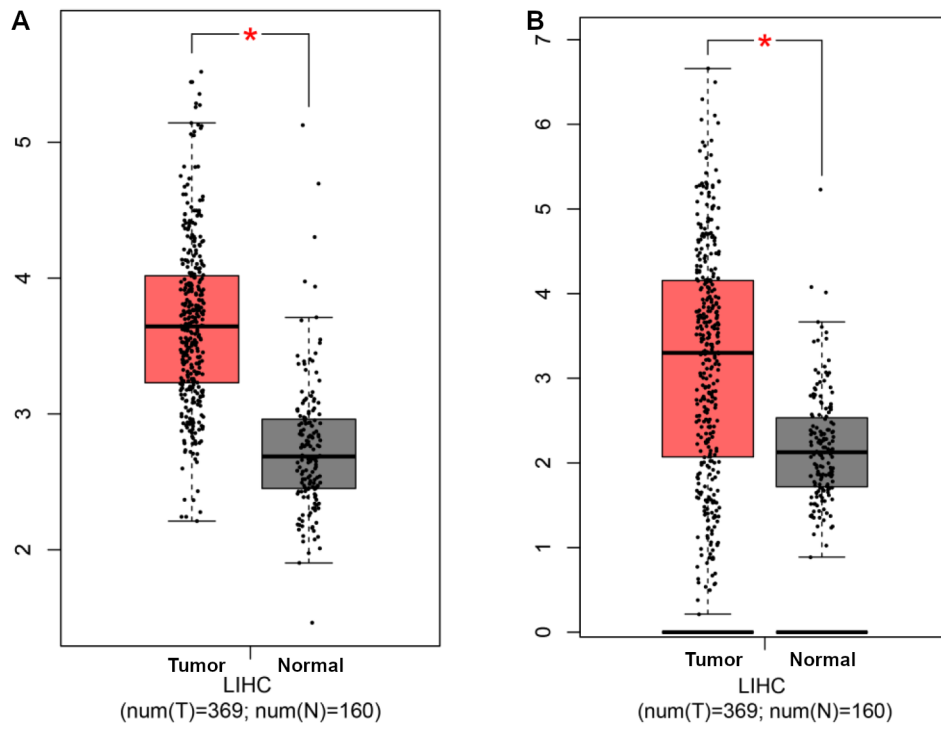 A
*
5
4
3
2
Tumor Normal
LIHC
(num(T)=369; num(N)=160)
B
*
7
6
5
4
3
2
1
0
Tumor Normal
LIHC
(num(T)=369; num(N)=160)